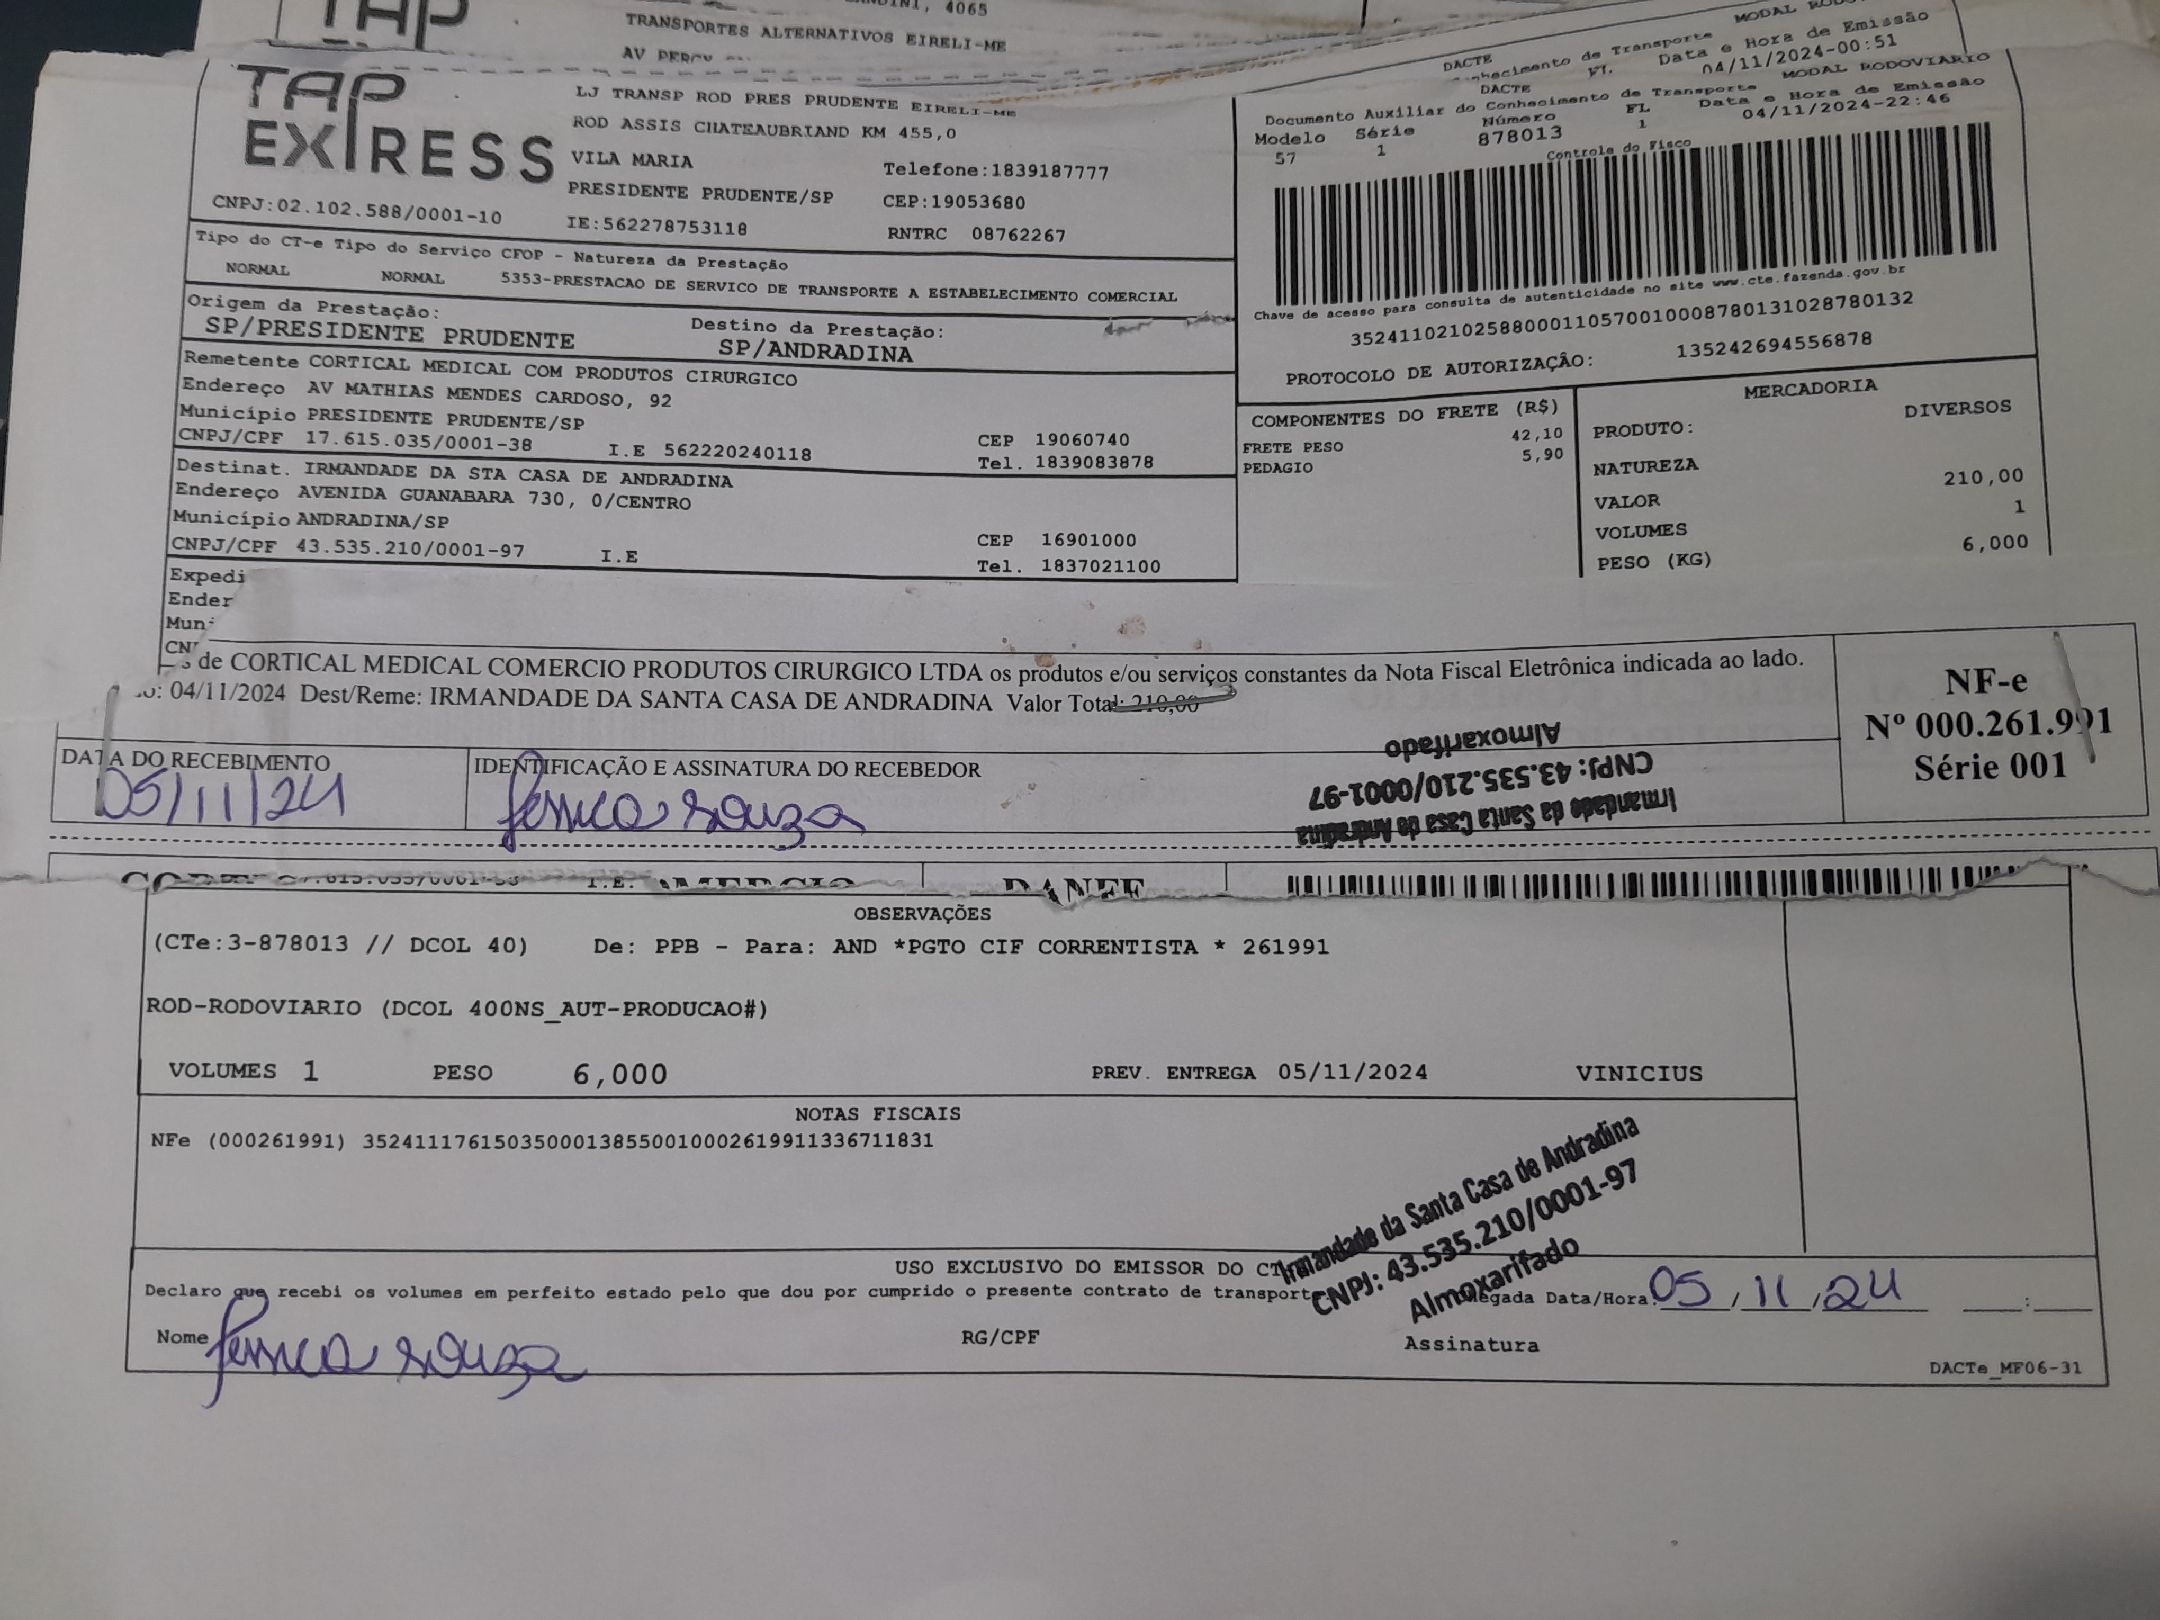 TAP
ANDINI, 4065
TRANSPORTES ALTERNATIVOS EIRELI-ME
DACTE
MODAL
Conhecimento de Transporte
FL
Data e Hora de Emissão
04/11/2024-00:51
TAP
EXPRESS
CNPJ:02.102.588/0001-10
LJ TRANSP ROD PRES PRUDENTE EIRELI-ME
ROD ASSIS CHATEAUBRIAND KM 455,0
VILA MARIA
Telefone:1839187777
PRESIDENTE PRUDENTE/SP
CEP:19053680
IE:562278753118
RNTRC 08762267
DACTE
MODAL RODOVIARIO
Documento Auxiliar do Conhecimento de Transporte
Modelo Série Número FL Data e Hora de Emissão
57 1 878013 1 04/11/2024-22:46
Controle do Fisco
Tipo do CT-e Tipo do Serviço CFOP - Natureza da Prestação
NORMAL NORMAL 5353-PRESTACAO DE SERVICO DE TRANSPORTE A ESTABELECIMENTO COMERCIAL
Chave de acesso para consulta de autenticidade no site www.cte.fazenda.gov.br
35241102102588000110570010008780131028780132
PROTOCOLO DE AUTORIZAÇÃO: 135242694556878
Origem da Prestação:
SP/PRESIDENTE PRUDENTE
Destino da Prestação:
SP/ANDRADINA
Remetente CORTICAL MEDICAL COM PRODUTOS CIRURGICO
Endereço AV MATHIAS MENDES CARDOSO, 92
Município PRESIDENTE PRUDENTE/SP
CEP 19060740
CNPJ/CPF 17.615.035/0001-38 I.E 562220240118
Tel. 1839083878
Destinat. IRMANDADE DA STA CASA DE ANDRADINA
Endereço AVENIDA GUANABARA 730, 0/CENTRO
Município ANDRADINA/SP
CEP 16901000
CNPJ/CPF 43.535.210/0001-97 I.E
Tel. 1837021100
COMPONENTES DO FRETE (R$)
FRETE PESO 42,10
PEDAGIO 5,90
MERCADORIA
PRODUTO: DIVERSOS
NATUREZA
VALOR 210,00
VOLUMES 1
PESO (KG) 6,000
Expedi
Ender
Mun
CN
de CORTICAL MEDICAL COMERCIO PRODUTOS CIRURGICO LTDA os produtos e/ou serviços constantes da Nota Fiscal Eletrônica indicada ao lado.
04/11/2024 Dest/Reme: IRMANDADE DA SANTA CASA DE ANDRADINA Valor Total: 210,00
NF-e
Nº 000.261.991
Série 001
DATA DO RECEBIMENTO
05/11/24
IDENTIFICAÇÃO E ASSINATURA DO RECEBEDOR
souza
Irmandade da Santa Casa de Andradina
CNPJ: 43.535.210/0001-97
Almoxarifado
DANFE
OBSERVAÇÕES
(CTe:3-878013 // DCOL 40) De: PPB - Para: AND *PGTO CIF CORRENTISTA * 261991
ROD-RODOVIARIO (DCOL 400NS_AUT-PRODUCAO#)
VOLUMES 1 PESO 6,000 PREV. ENTREGA 05/11/2024 VINICIUS
NOTAS FISCAIS
NFe (000261991) 35241117615035000138550010002619911336711831
Irmandade da Santa Casa de Andradina
CNPJ: 43.535.210/0001-97
Almoxarifado
USO EXCLUSIVO DO EMISSOR DO CT
Declaro que recebi os volumes em perfeito estado pelo que dou por cumprido o presente contrato de transporte
Data/Hora: 05/11/24 :
Nome souza RG/CPF Assinatura
DACTe_MF06-31